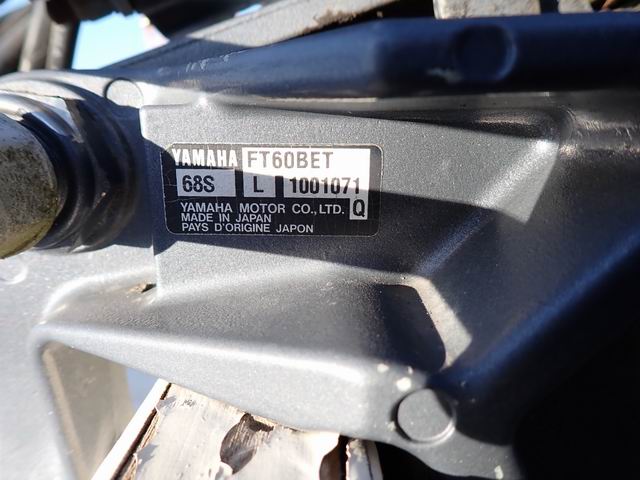 YAMAHA FT60BET
68S L 1001071
YAMAHA MOTOR CO., LTD. Q
MADE IN JAPAN
PAYS D'ORIGINE JAPON